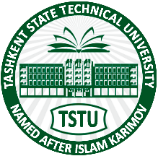 TASHKENT STATE TECHNICAL UNIVERSITY
TSTU
NAMED AFTER ISLAM KARIMOV